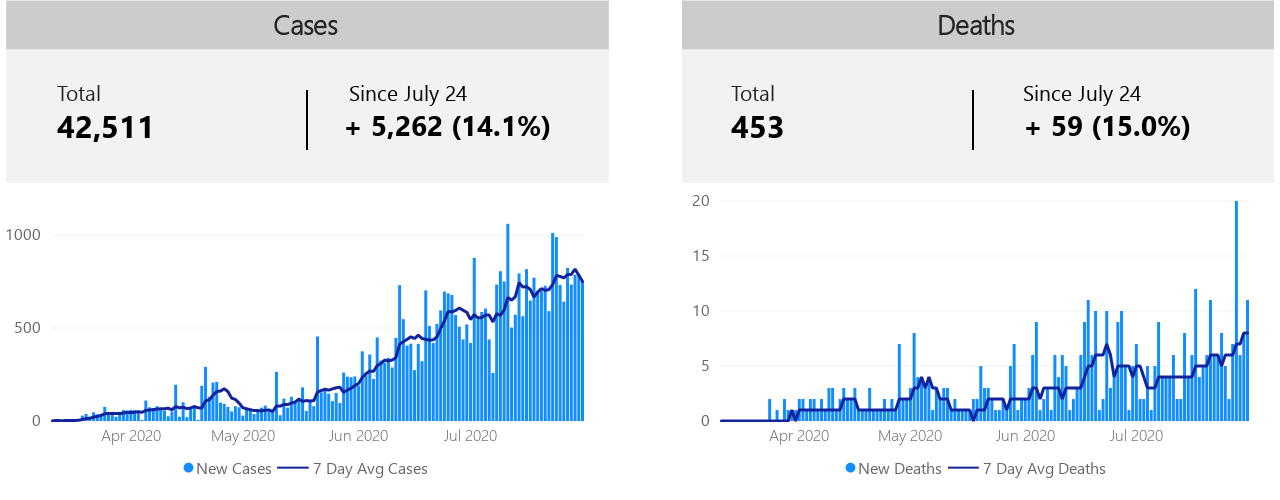 Cases
Total
Since July 24
42,511
+ 5,262 (14.1%)
1000
500
0
Apr 2020
May 2020
Jun 2020
Jul 2020
New Cases
7 Day Avg Cases
Deaths
Total
Since July 24
453
+ 59 (15.0%)
20
15
10
5
0
Apr 2020
May 2020
Jun 2020
Jul 2020
New Deaths
7 Day Avg Deaths